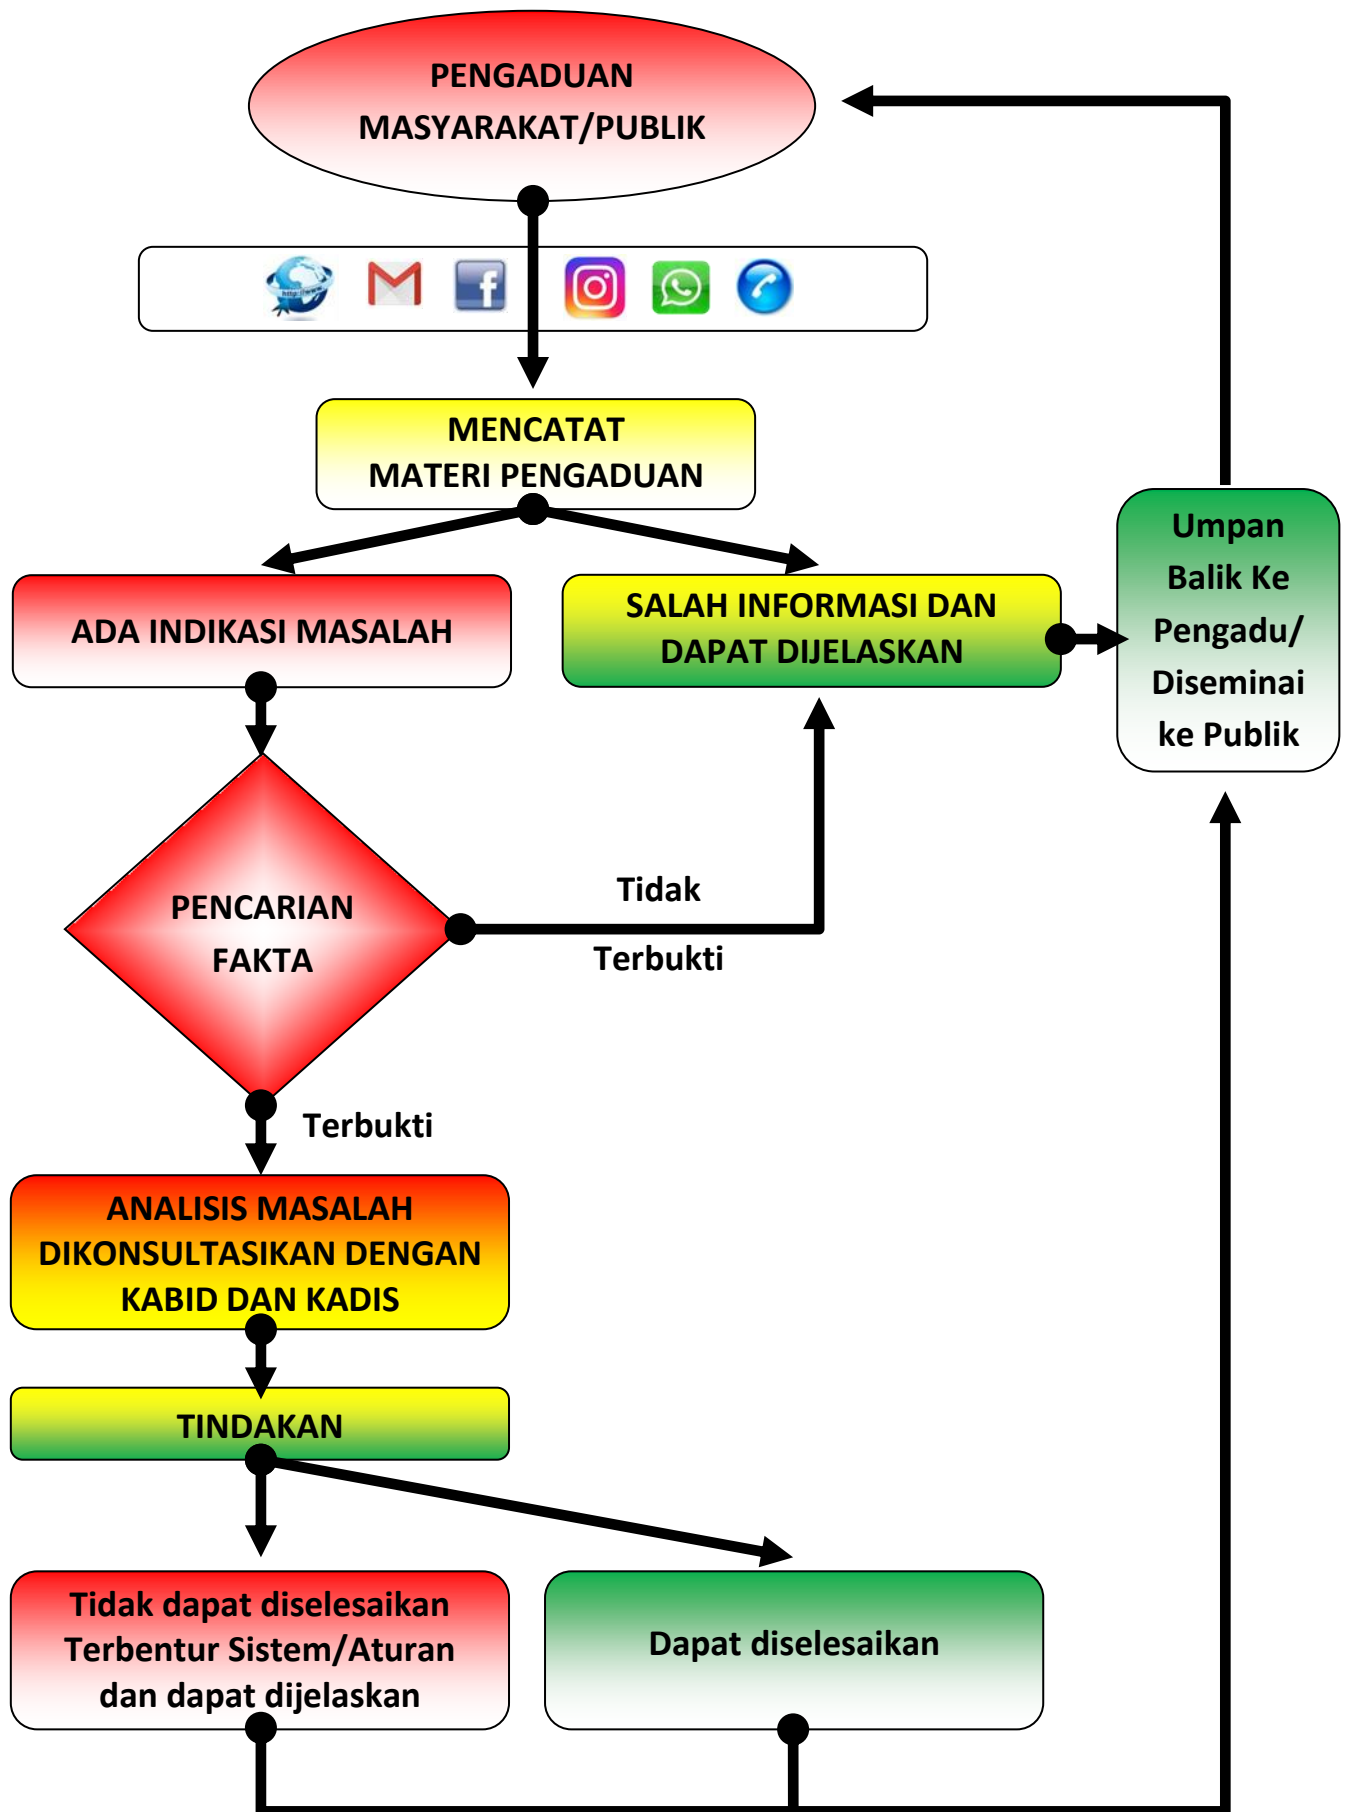 PENGADUAN
MASYARAKAT/PUBLIK
MENCATAT
MATERI PENGADUAN
ADA INDIKASI MASALAH
SALAH INFORMASI DAN
DAPAT DIJELASKAN
Umpan
Balik Ke
Pengadu/
Diseminai
ke Publik
PENCARIAN
FAKTA
Tidak
Terbukti
Terbukti
ANALISIS MASALAH
DIKONSULTASIKAN DENGAN
KABID DAN KADIS
TINDAKAN
Tidak dapat diselesaikan
Terbentur Sistem/Aturan
dan dapat dijelaskan
Dapat diselesaikan